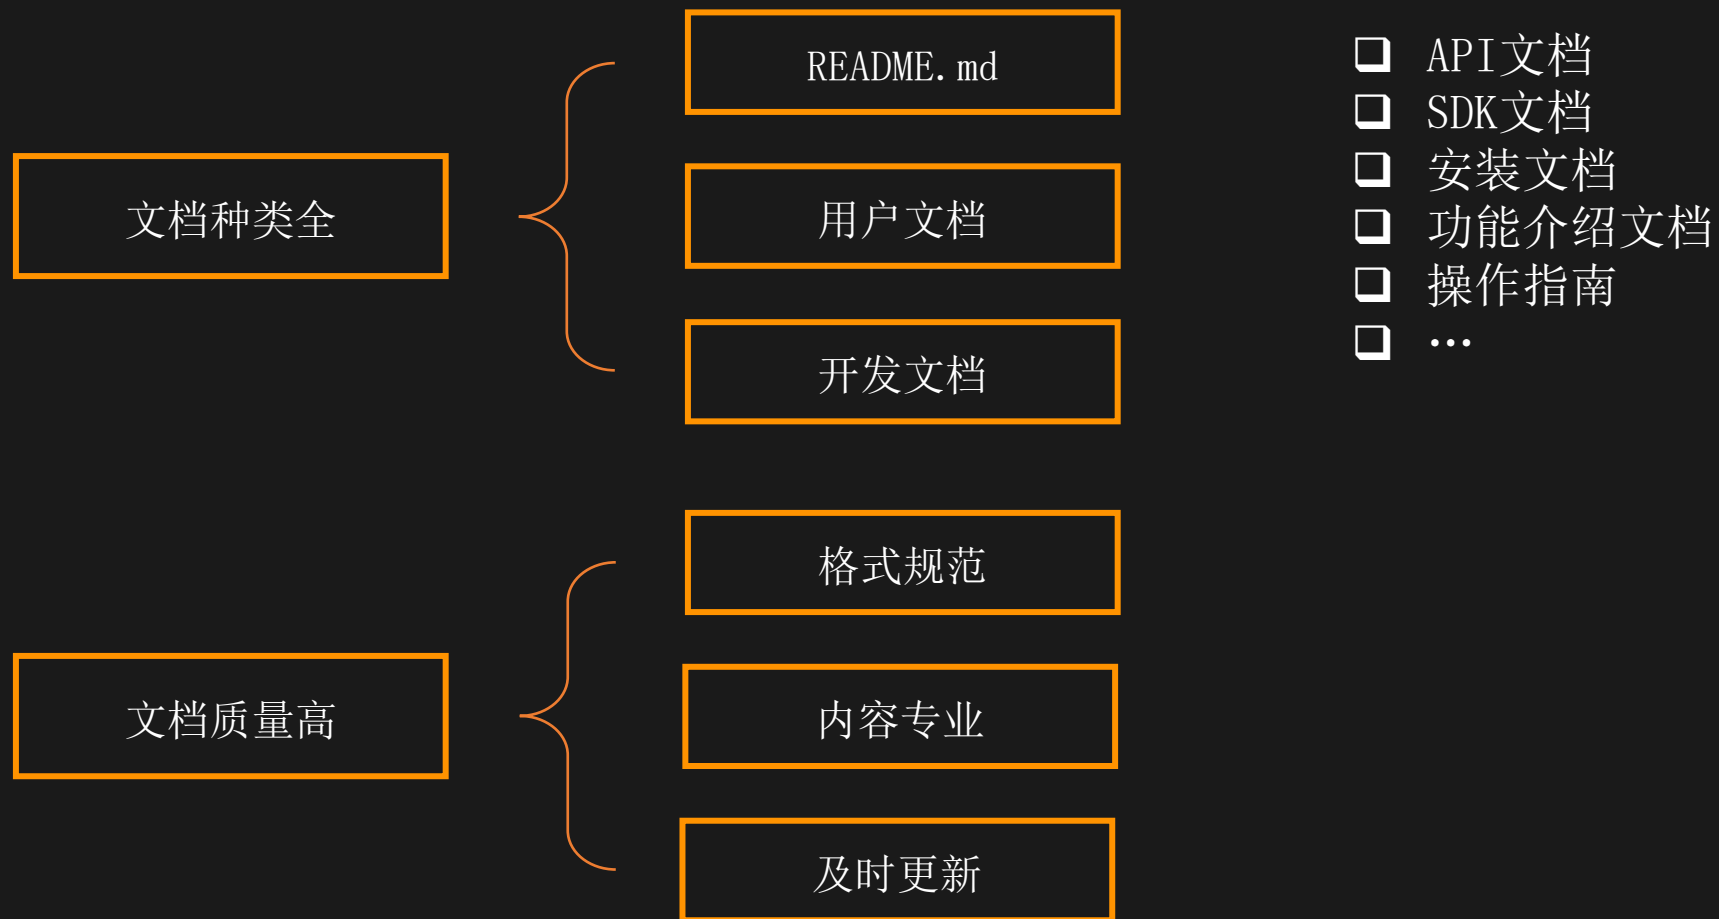 文档种类全
README.md
用户文档
开发文档
API文档
SDK文档
安装文档
功能介绍文档
操作指南
…
文档质量高
格式规范
内容专业
及时更新